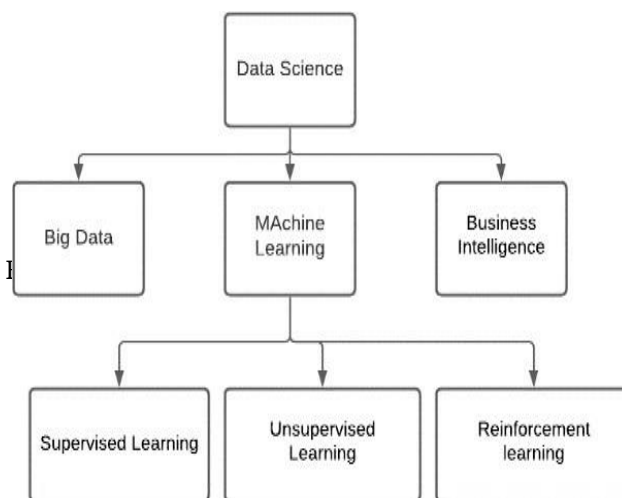 Data Science
Big Data
MAchine
Learning
Business
Intelligence
Supervised Learning
Unsupervised
Learning
Reinforcement
learning